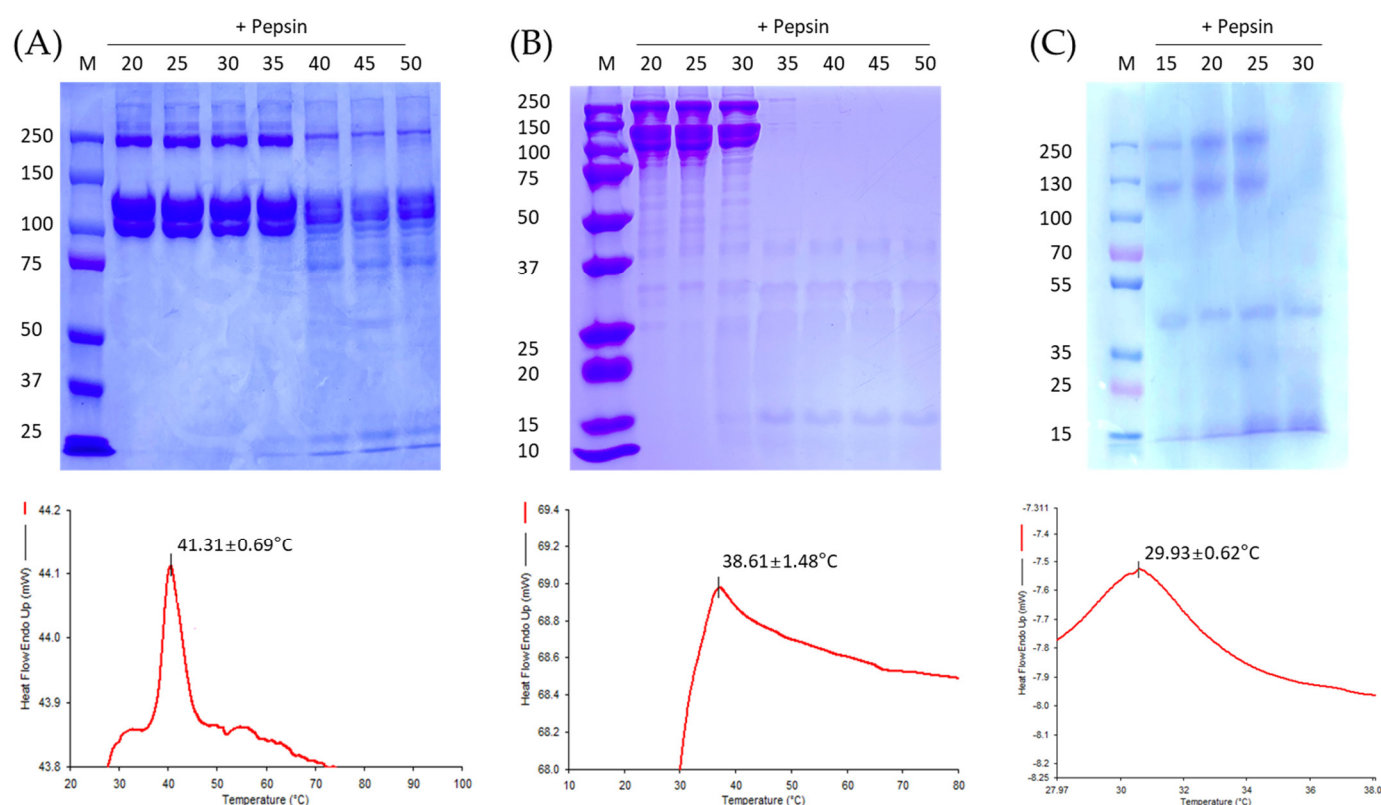 (A)
+ Pepsin
M 20 25 30 35 40 45 50
250
150
100
75
50
37
25
(B)
+ Pepsin
M 20 25 30 35 40 45 50
250
150
100
75
50
37
25
20
15
10
(C)
+ Pepsin
M 15 20 25 30
250
130
100
70
55
35
25
15
44.2
44.1
44.0
43.9
43.8
Heat Flow Endo Up (mW)
41.31±0.69°C
20 30 40 50 60 70 80 90 100
Temperature (°C)
69.4
69.2
69.0
68.8
68.6
68.4
68.2
68.0
Heat Flow Endo Up (mW)
38.61±1.48°C
10 20 30 40 50 60 70 80
Temperature (°C)
-7.311
-7.4
-7.5
-7.6
-7.7
-7.8
-7.9
-8.0
-8.1
-8.2
-8.25
Heat Flow Endo Up (mW)
29.93±0.62°C
27.97 30 32 34 36 38.0
Temperature (°C)